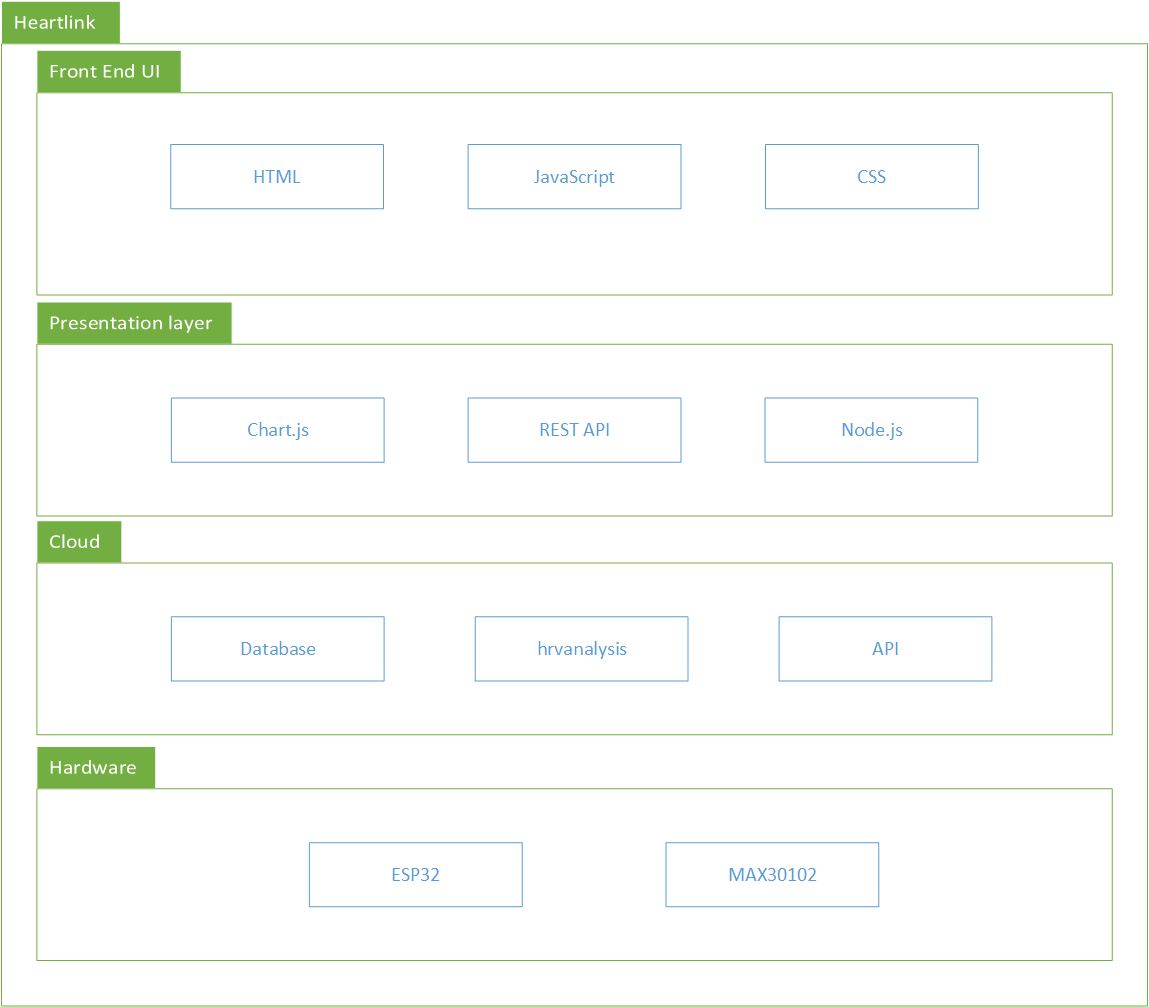 Heartlink
Front End UI
HTML
JavaScript
CSS
Presentation layer
Chart.js
REST API
Node.js
Cloud
Database
hrvanalysis
API
Hardware
ESP32
MAX30102